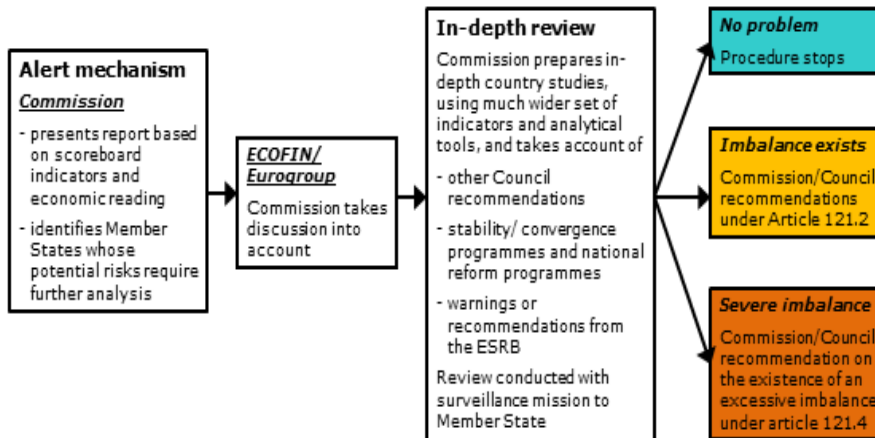 Alert mechanism
Commission
- presents report based
on scoreboard
indicators and
economic reading
- identifies Member
States whose
potential risks require
further analysis
ECOFIN/
Eurogroup
Commission takes
discussion into
account
In-depth review
Commission prepares in-
depth country studies,
using much wider set of
indicators and analytical
tools, and takes account of
- other Council
recommendations
- stability/ convergence
programmes and national
reform programmes
- warnings or
recommendations from
the ESRB
Review conducted with
surveillance mission to
Member State
No problem
Procedure stops
Imbalance exists
Commission/Council
recommendations
under Article 121.2
Severe imbalance
Commission/Council
recommendation on
the existence of an
excessive imbalance
under article 121.4